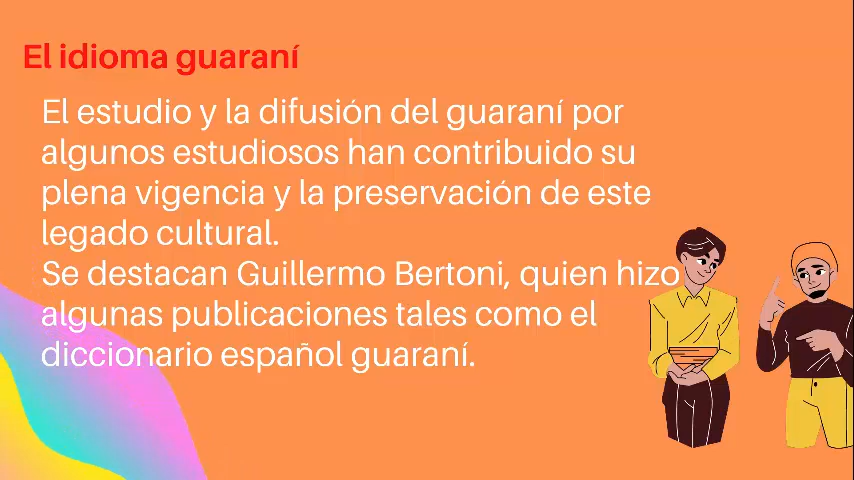 El idioma guaraní
El estudio y la difusión del guaraní por
algunos estudiosos han contribuido su
plena vigencia y la preservación de este
legado cultural.
Se destacan Guillermo Bertoni, quien hizo
algunas publicaciones tales como el
diccionario español guaraní.